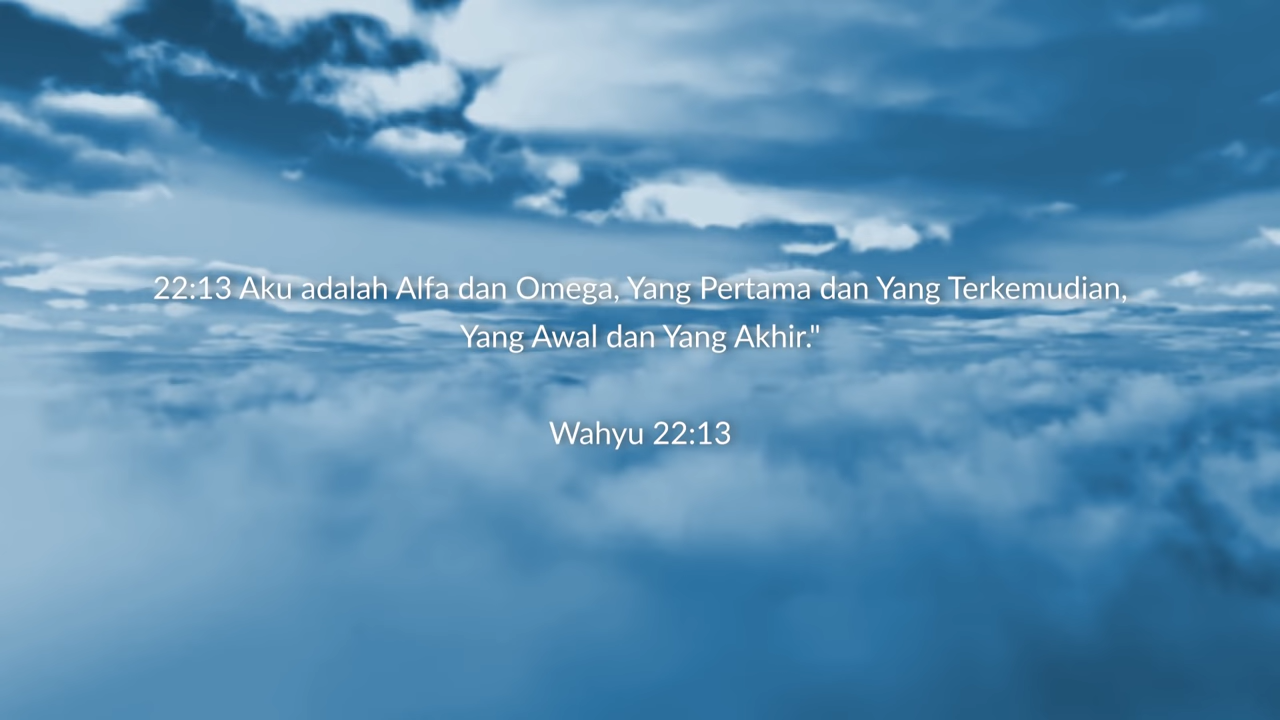 22:13 Aku adalah Alfa dan Omega, Yang Pertama dan Yang Terkemudian,
Yang Awal dan Yang Akhir."
Wahyu 22:13